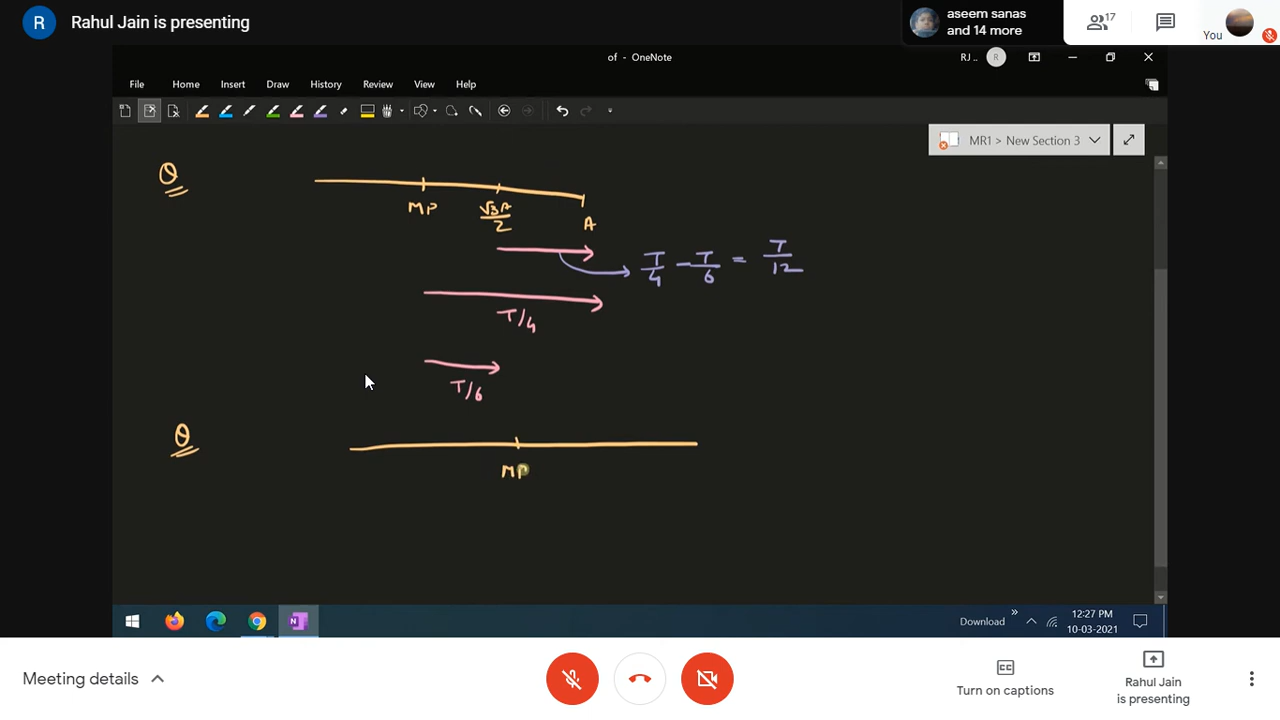 R Rahul Jain is presenting
aseem sanas
and 14 more
17
You
of - OneNote
RJ ..
R
File Home Insert Draw History Review View Help
MR1 > New Section 3
Q
MP √3A/2 A
T/4 - T/6 = T/12
T/4
T/6
Q
MP
Download
12:27 PM
10-03-2021
Meeting details
Turn on captions
Rahul Jain
is presenting